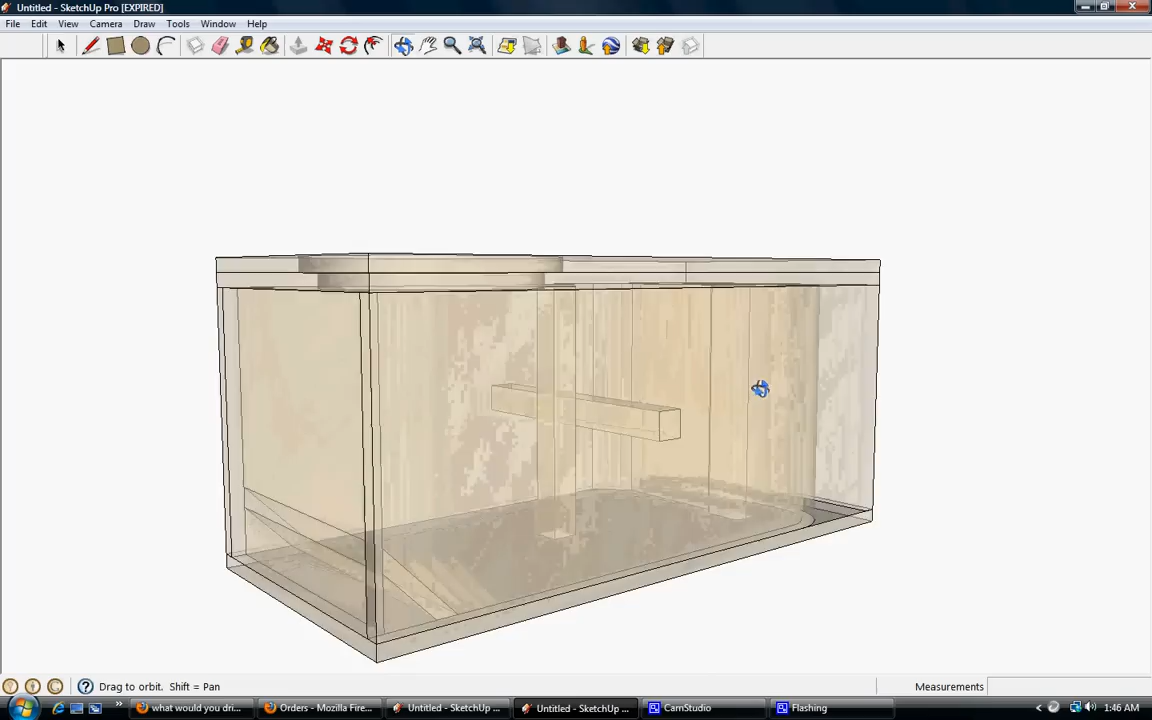 Untitled - SketchUp Pro [EXPIRED]
File Edit View Camera Draw Tools Window Help
Drag to orbit. Shift = Pan
Measurements
what would you dri...
Orders - Mozilla Fire...
Untitled - SketchUp ...
Untitled - SketchUp ...
CamStudio
Flashing
1:46 AM